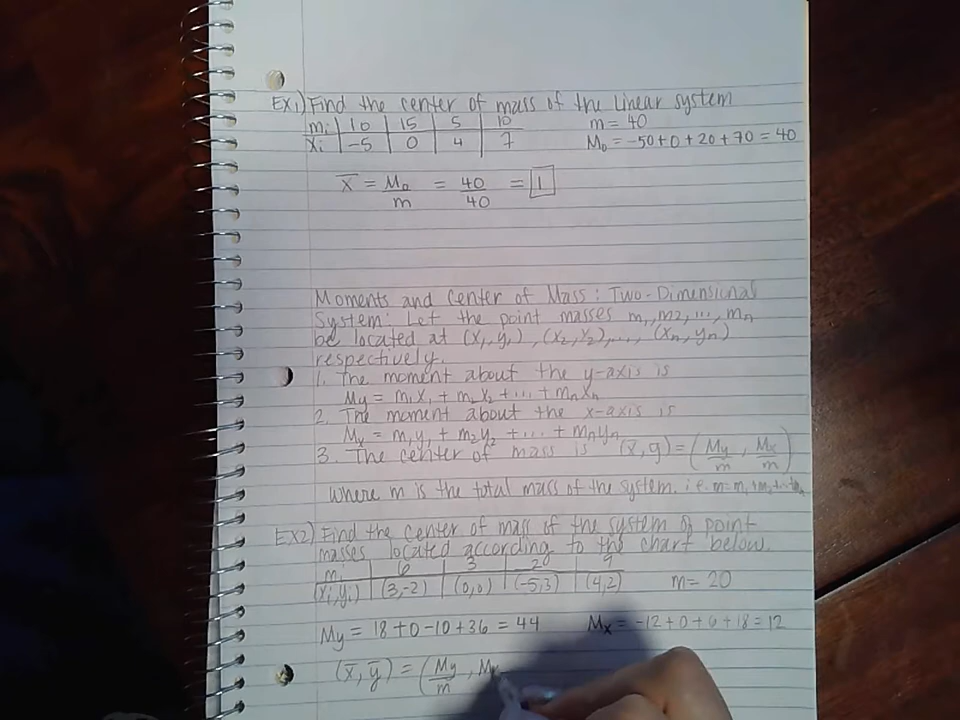 Ex1) Find the center of mass of the linear system
mi | 10 | 15 | 5 | 10 m = 40
xi | -5 | 0 | 4 | 7 M₀ = -50+0+20+70 = 40
x̅ = M₀/m = 40/40 = 1
Moments and Center of Mass: Two-Dimensional
System: Let the point masses m₁, m2, ..., mₙ
be located at (x₁, y₁), (x₂, y₂), ..., (xₙ, yₙ)
respectively.
1. The moment about the y-axis is
My = m₁x₁ + m₂x₂ + ... + mₙxₙ
2. The moment about the x-axis is
Mx = m₁y₁ + m₂y₂ + ... + mₙyₙ
3. The center of mass is (x̅, y̅) = (My/m, Mx/m)
where m is the total mass of the system. i.e. m = m₁ + m₂ + ... + mₙ
Ex2) Find the center of mass of the system of point
masses located according to the chart below.
mi | 6 | 3 | 2 | 9
(xi, yi) | (3,-2) | (0,0) | (-5,3) | (4,2) m = 20
My = 18+0-10+36 = 44 Mx = -12+0+6+18 = 12
(x̅, y̅) = (My/m, Mx